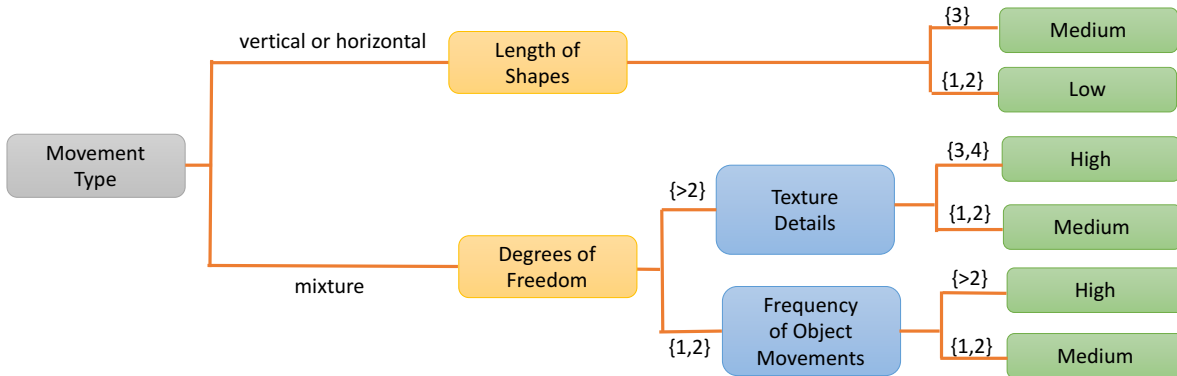 vertical or horizontal
Length of
Shapes
{3}
Medium
{1,2}
Low
Movement
Type
mixture
Degrees of
Freedom
{>2}
Texture
Details
{3,4}
High
{1,2}
Medium
{1,2}
Frequency
of Object
Movements
{>2}
High
{1,2}
Medium